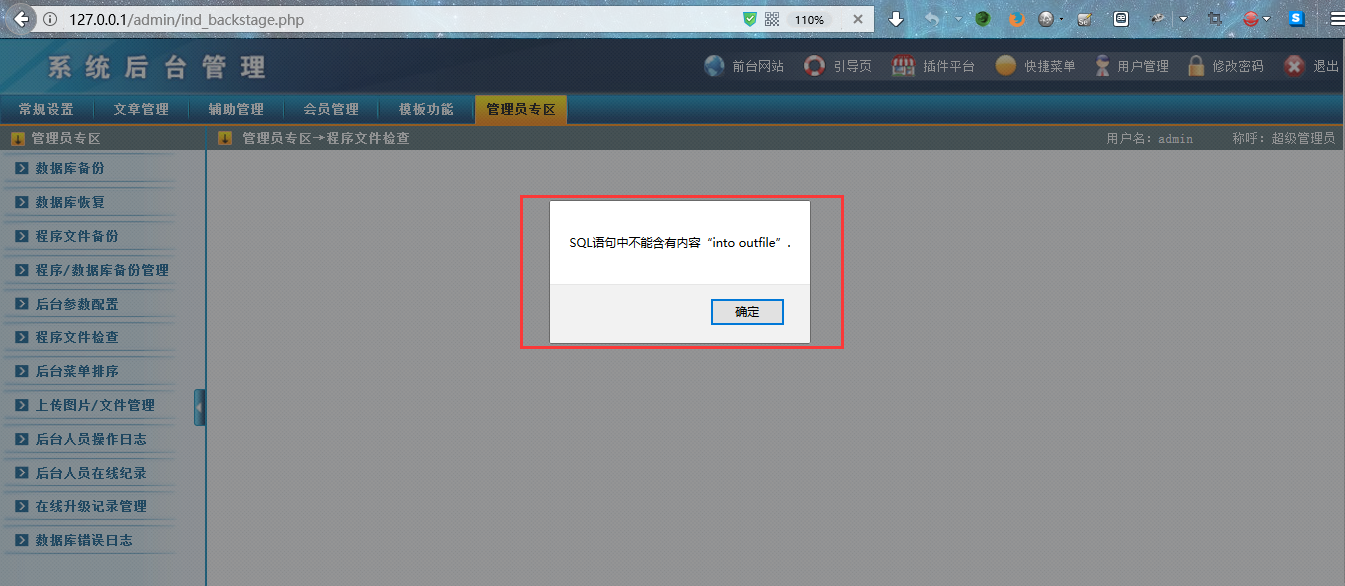 127.0.0.1/admin/ind_backstage.php
110%
系统后台管理
前台网站 引导页 插件平台 快捷菜单 用户管理 修改密码 退出
常规设置 文章管理 辅助管理 会员管理 模板功能 管理员专区
管理员专区 管理员专区→程序文件检查 用户名：admin 称呼：超级管理员
数据库备份
数据库恢复
程序文件备份
程序/数据库备份管理
后台参数配置
程序文件检查
后台菜单排序
上传图片/文件管理
后台人员操作日志
后台人员在线纪录
在线升级记录管理
数据库错误日志
SQL语句中不能含有内容“into outfile”.
确定